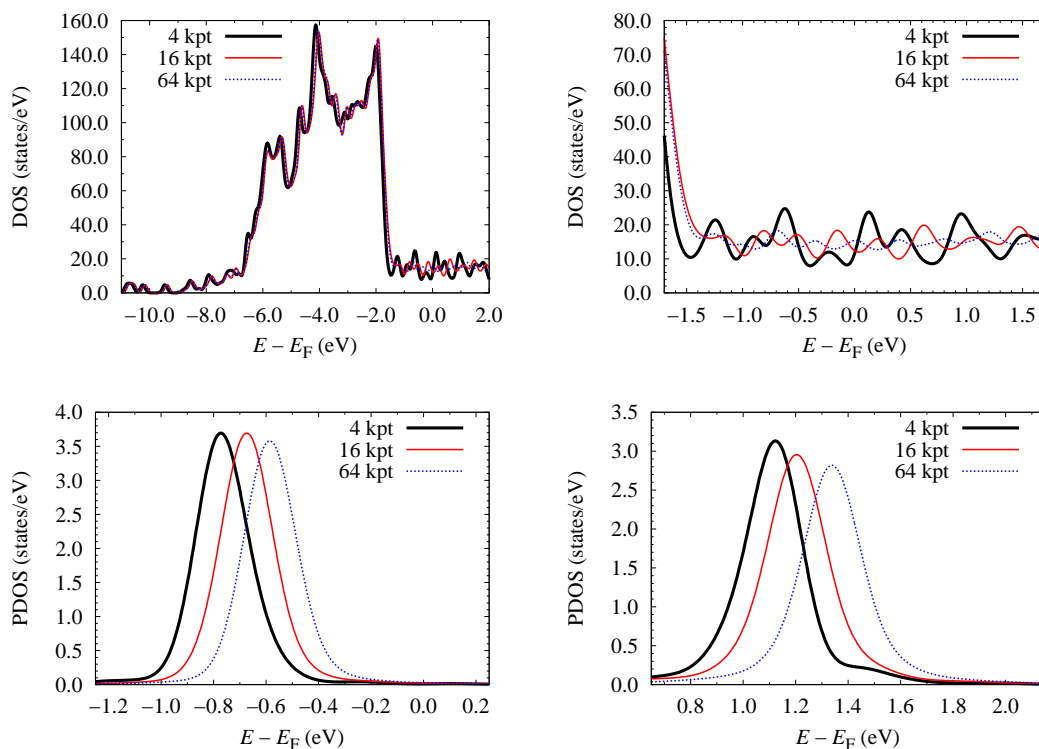 DOS (states/eV)
160.0
140.0
120.0
100.0
80.0
60.0
40.0
20.0
0.0
4 kpt
16 kpt
64 kpt
−10.0 −8.0 −6.0 −4.0 −2.0 0.0 2.0
E – E_F (eV)
DOS (states/eV)
80.0
70.0
60.0
50.0
40.0
30.0
20.0
10.0
0.0
4 kpt
16 kpt
64 kpt
−1.5 −1.0 −0.5 0.0 0.5 1.0 1.5
E – E_F (eV)
PDOS (states/eV)
4.0
3.5
3.0
2.5
2.0
1.5
1.0
0.5
0.0
4 kpt
16 kpt
64 kpt
−1.2 −1.0 −0.8 −0.6 −0.4 −0.2 0.0 0.2
E – E_F (eV)
PDOS (states/eV)
3.5
3.0
2.5
2.0
1.5
1.0
0.5
0.0
4 kpt
16 kpt
64 kpt
0.8 1.0 1.2 1.4 1.6 1.8 2.0
E – E_F (eV)